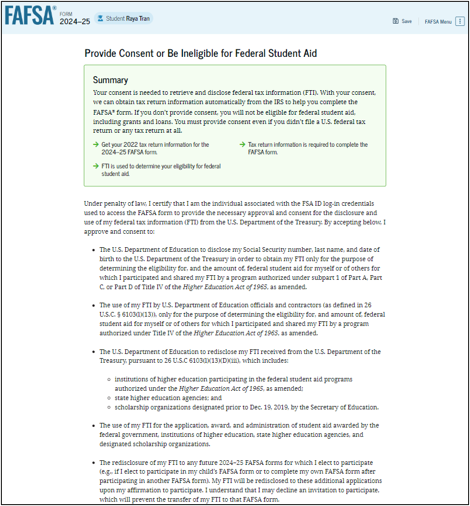 FAFSA®
FORM
2024–25
Student Raya Tran
Save
FAFSA Menu
Provide Consent or Be Ineligible for Federal Student Aid
Summary
Your consent is needed to retrieve and disclose federal tax information (FTI). With your consent,
we can obtain tax return information automatically from the IRS to help you complete the
FAFSA® form. If you don't provide consent, you will not be eligible for federal student aid,
including grants and loans. You must provide consent even if you didn't file a U.S. federal tax
return or any tax return at all.
Get your 2022 tax return information for the
2024–25 FAFSA form.
Tax return information is required to complete the
FAFSA form.
FTI is used to determine your eligibility for federal
student aid.
Under penalty of law, I certify that I am the individual associated with the FSA ID log-in credentials
used to access the FAFSA form to provide the necessary approval and consent for the disclosure and
use of my federal tax information (FTI) from the U.S. Department of the Treasury. By accepting below, I
approve and consent to:
• The U.S. Department of Education to disclose my Social Security number, last name, and date of
birth to the U.S. Department of the Treasury in order to obtain my FTI only for the purpose of
determining the eligibility for, and the amount of, federal student aid for myself or of others for
which I participated and shared my FTI by a program authorized under subpart 1 of Part A, Part
C, or Part D of Title IV of the Higher Education Act of 1965, as amended.
• The use of my FTI by U.S. Department of Education officials and contractors (as defined in 26
U.S.C. § 6103(l)(13)), only for the purpose of determining the eligibility for, and amount of, federal
student aid for myself or of others for which I participated and shared my FTI by a program
authorized under Title IV of the Higher Education Act of 1965, as amended.
• The U.S. Department of Education to redisclose my FTI received from the U.S. Department of the
Treasury, pursuant to 26 U.S.C 6103(l)(13)(D)(iii), which includes:
◦ institutions of higher education participating in the federal student aid programs
authorized under the Higher Education Act of 1965, as amended;
◦ state higher education agencies; and
◦ scholarship organizations designated prior to Dec. 19, 2019, by the Secretary of Education.
• The use of my FTI for the application, award, and administration of student aid awarded by the
federal government, institutions of higher education, state higher education agencies, and
designated scholarship organizations.
• The redisclosure of my FTI to any future 2024–25 FAFSA forms for which I elect to participate
(e.g., if I elect to participate in my child's FAFSA form or to complete my own FAFSA form after
participating in another FAFSA form). My FTI will be redisclosed to these additional applications
upon my affirmation to participate. I understand that I may decline an invitation to participate,
which will prevent the transfer of my FTI to that FAFSA form.